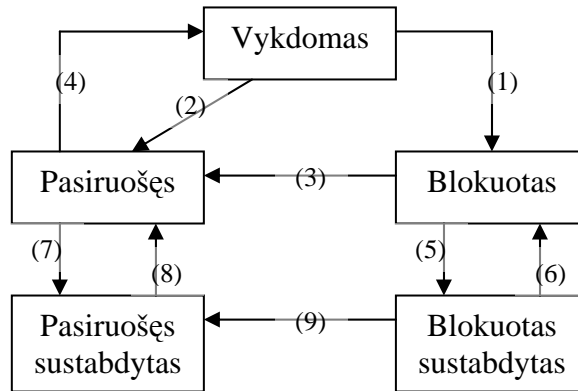 Vykdomas
(4)
(2)
(1)
Pasiruošęs
(3)
Blokuotas
(7)
(8)
(5)
(6)
Pasiruošęs
sustabdytas
(9)
Blokuotas
sustabdytas